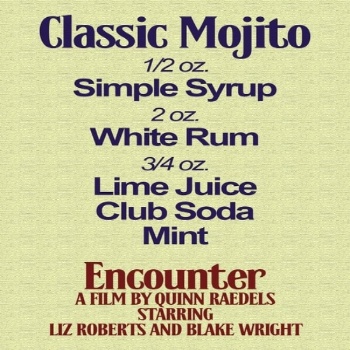 Classic Mojito
1/2 oz.
Simple Syrup
2 oz.
White Rum
3/4 oz.
Lime Juice
Club Soda
Mint
Encounter
A FILM BY QUINN RAEDELS
STARRING
LIZ ROBERTS AND BLAKE WRIGHT